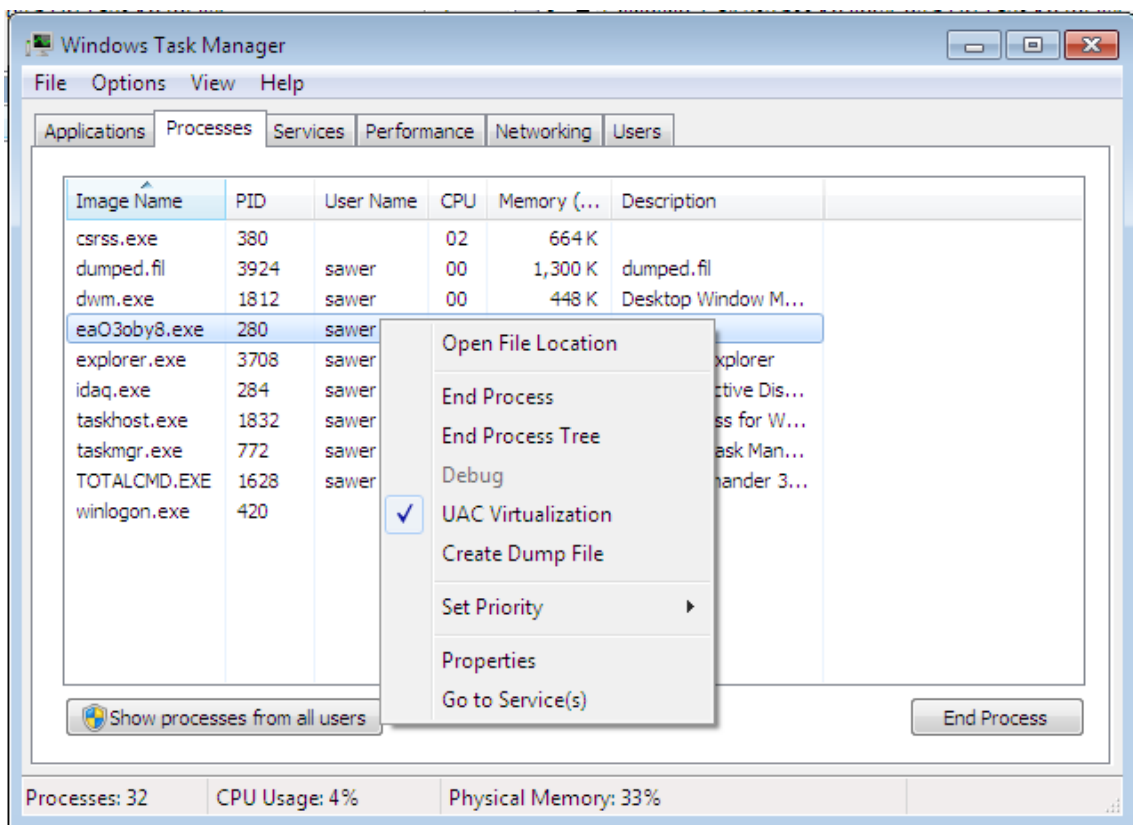 Windows Task Manager
File Options View Help
Applications Processes Services Performance Networking Users
Image Name PID User Name CPU Memory (... Description
csrss.exe 380 02 664 K
dumped.fil 3924 sawer 00 1,300 K dumped.fil
dwm.exe 1812 sawer 00 448 K Desktop Window M...
eaO3oby8.exe 280 sawer
explorer.exe 3708 sawer xplorer
idaq.exe 284 sawer ctive Dis...
taskhost.exe 1832 sawer ss for W...
taskmgr.exe 772 sawer ask Man...
TOTALCMD.EXE 1628 sawer ander 3...
winlogon.exe 420
Open File Location
End Process
End Process Tree
Debug
UAC Virtualization
Create Dump File
Set Priority
Properties
Go to Service(s)
Show processes from all users
End Process
Processes: 32 CPU Usage: 4% Physical Memory: 33%